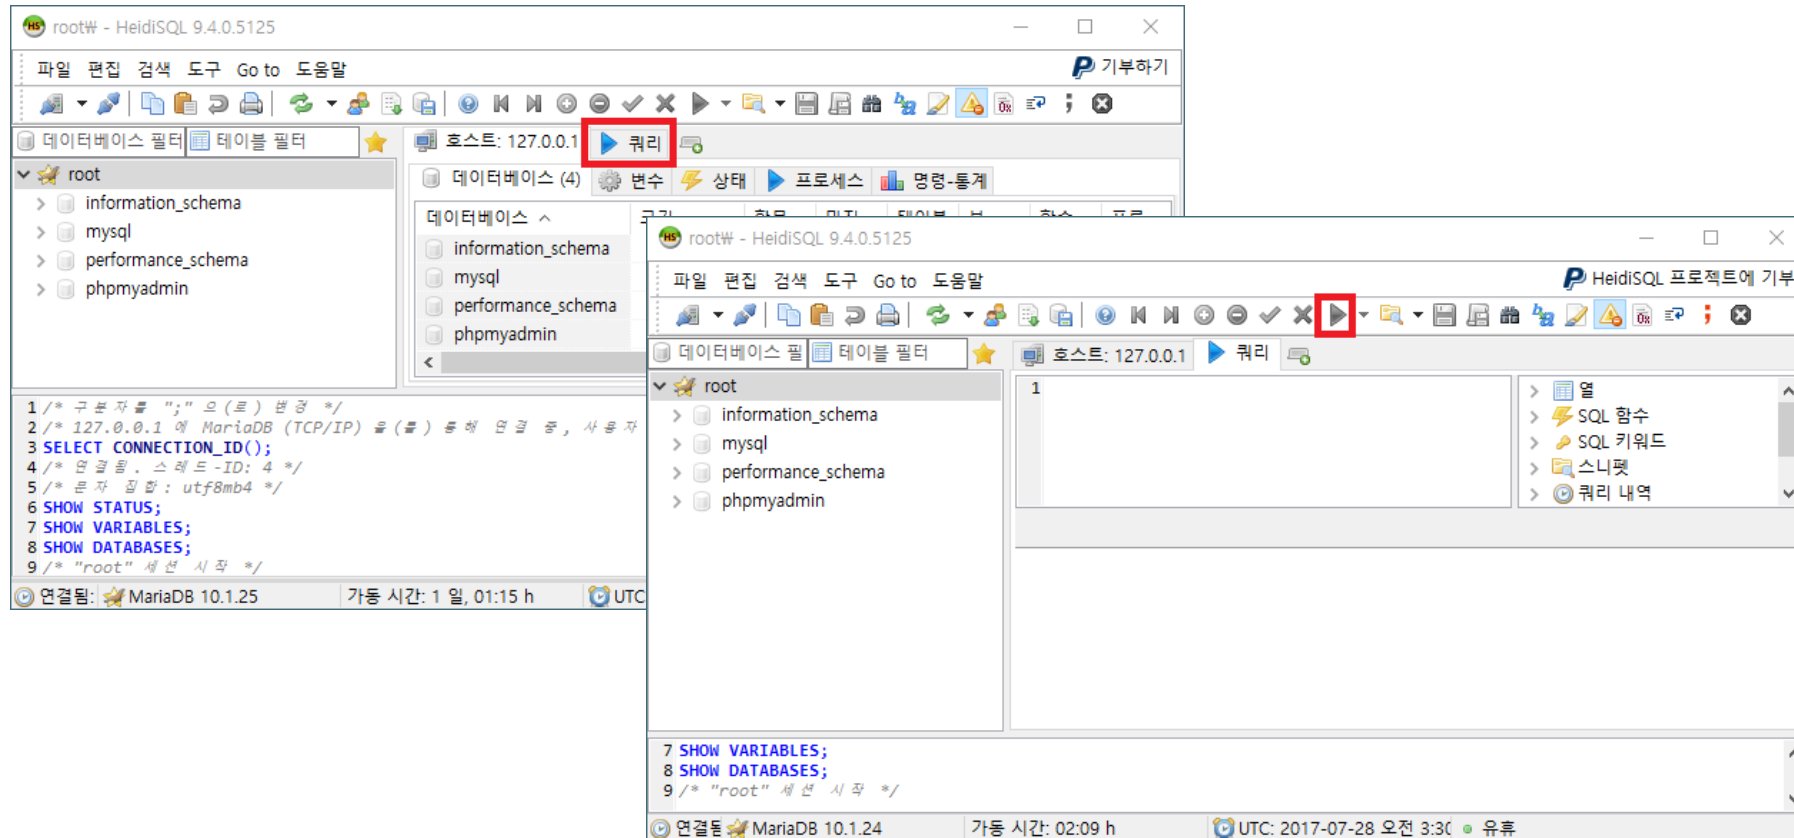 root₩ - HeidiSQL 9.4.0.5125
파일 편집 검색 도구 Go to 도움말
기부하기
데이터베이스 필터 테이블 필터
호스트: 127.0.0.1 쿼리
root
information_schema
mysql
performance_schema
phpmyadmin
데이터베이스 (4) 변수 상태 프로세스 명령-통계
데이터베이스
information_schema
mysql
performance_schema
phpmyadmin
1 /* 구분자를 ";" 으(로) 변경 */
2 /* 127.0.0.1 에 MariaDB (TCP/IP) 을(를) 통해 연결 중, 사용자
3 SELECT CONNECTION_ID();
4 /* 연결됨. 스레드-ID: 4 */
5 /* 문자 집합: utf8mb4 */
6 SHOW STATUS;
7 SHOW VARIABLES;
8 SHOW DATABASES;
9 /* "root" 세션 시작 */
연결됨: MariaDB 10.1.25 가동 시간: 1 일, 01:15 h UTC
root₩ - HeidiSQL 9.4.0.5125
파일 편집 검색 도구 Go to 도움말
HeidiSQL 프로젝트에 기부
데이터베이스 필 테이블 필터
호스트: 127.0.0.1 쿼리
root
information_schema
mysql
performance_schema
phpmyadmin
1
열
SQL 함수
SQL 키워드
스니펫
쿼리 내역
7 SHOW VARIABLES;
8 SHOW DATABASES;
9 /* "root" 세션 시작 */
연결됨 MariaDB 10.1.24 가동 시간: 02:09 h UTC: 2017-07-28 오전 3:30 유휴